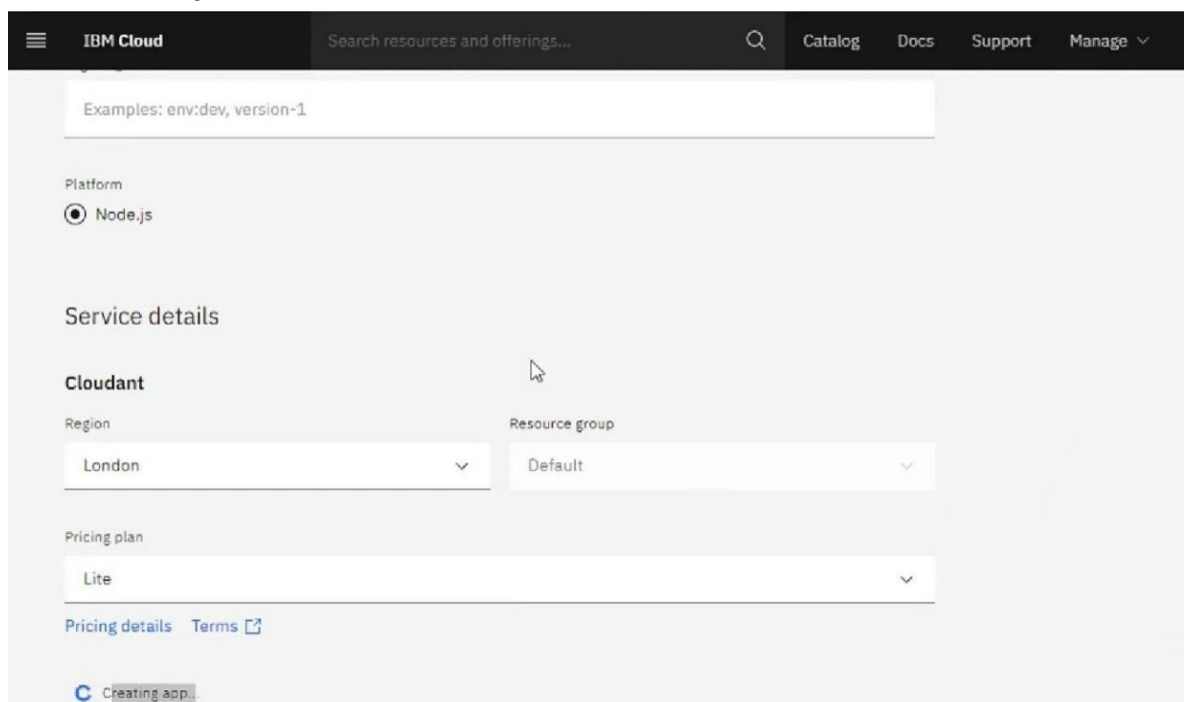 IBM Cloud Search resources and offerings... Catalog Docs Support Manage
Examples: env:dev, version-1
Platform
Node.js
Service details
Cloudant
Region Resource group
London Default
Pricing plan
Lite
Pricing details Terms
Creating app...